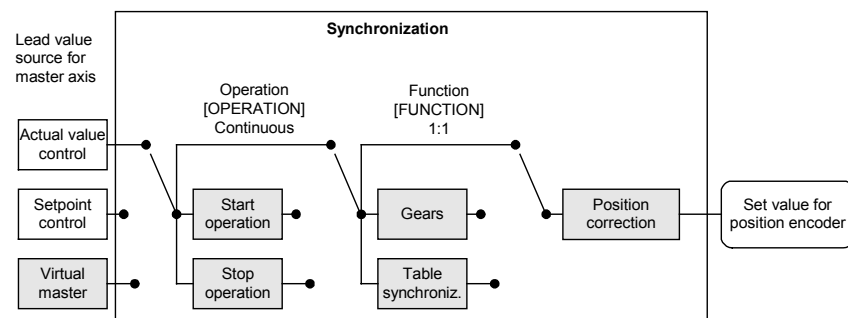 Synchronization
Lead value
source for
master axis
Operation
[OPERATION]
Continuous
Function
[FUNCTION]
1:1
Actual value
control
Setpoint
control
Start
operation
Gears
Position
correction
Set value for
position encoder
Virtual
master
Stop
operation
Table
synchroniz.